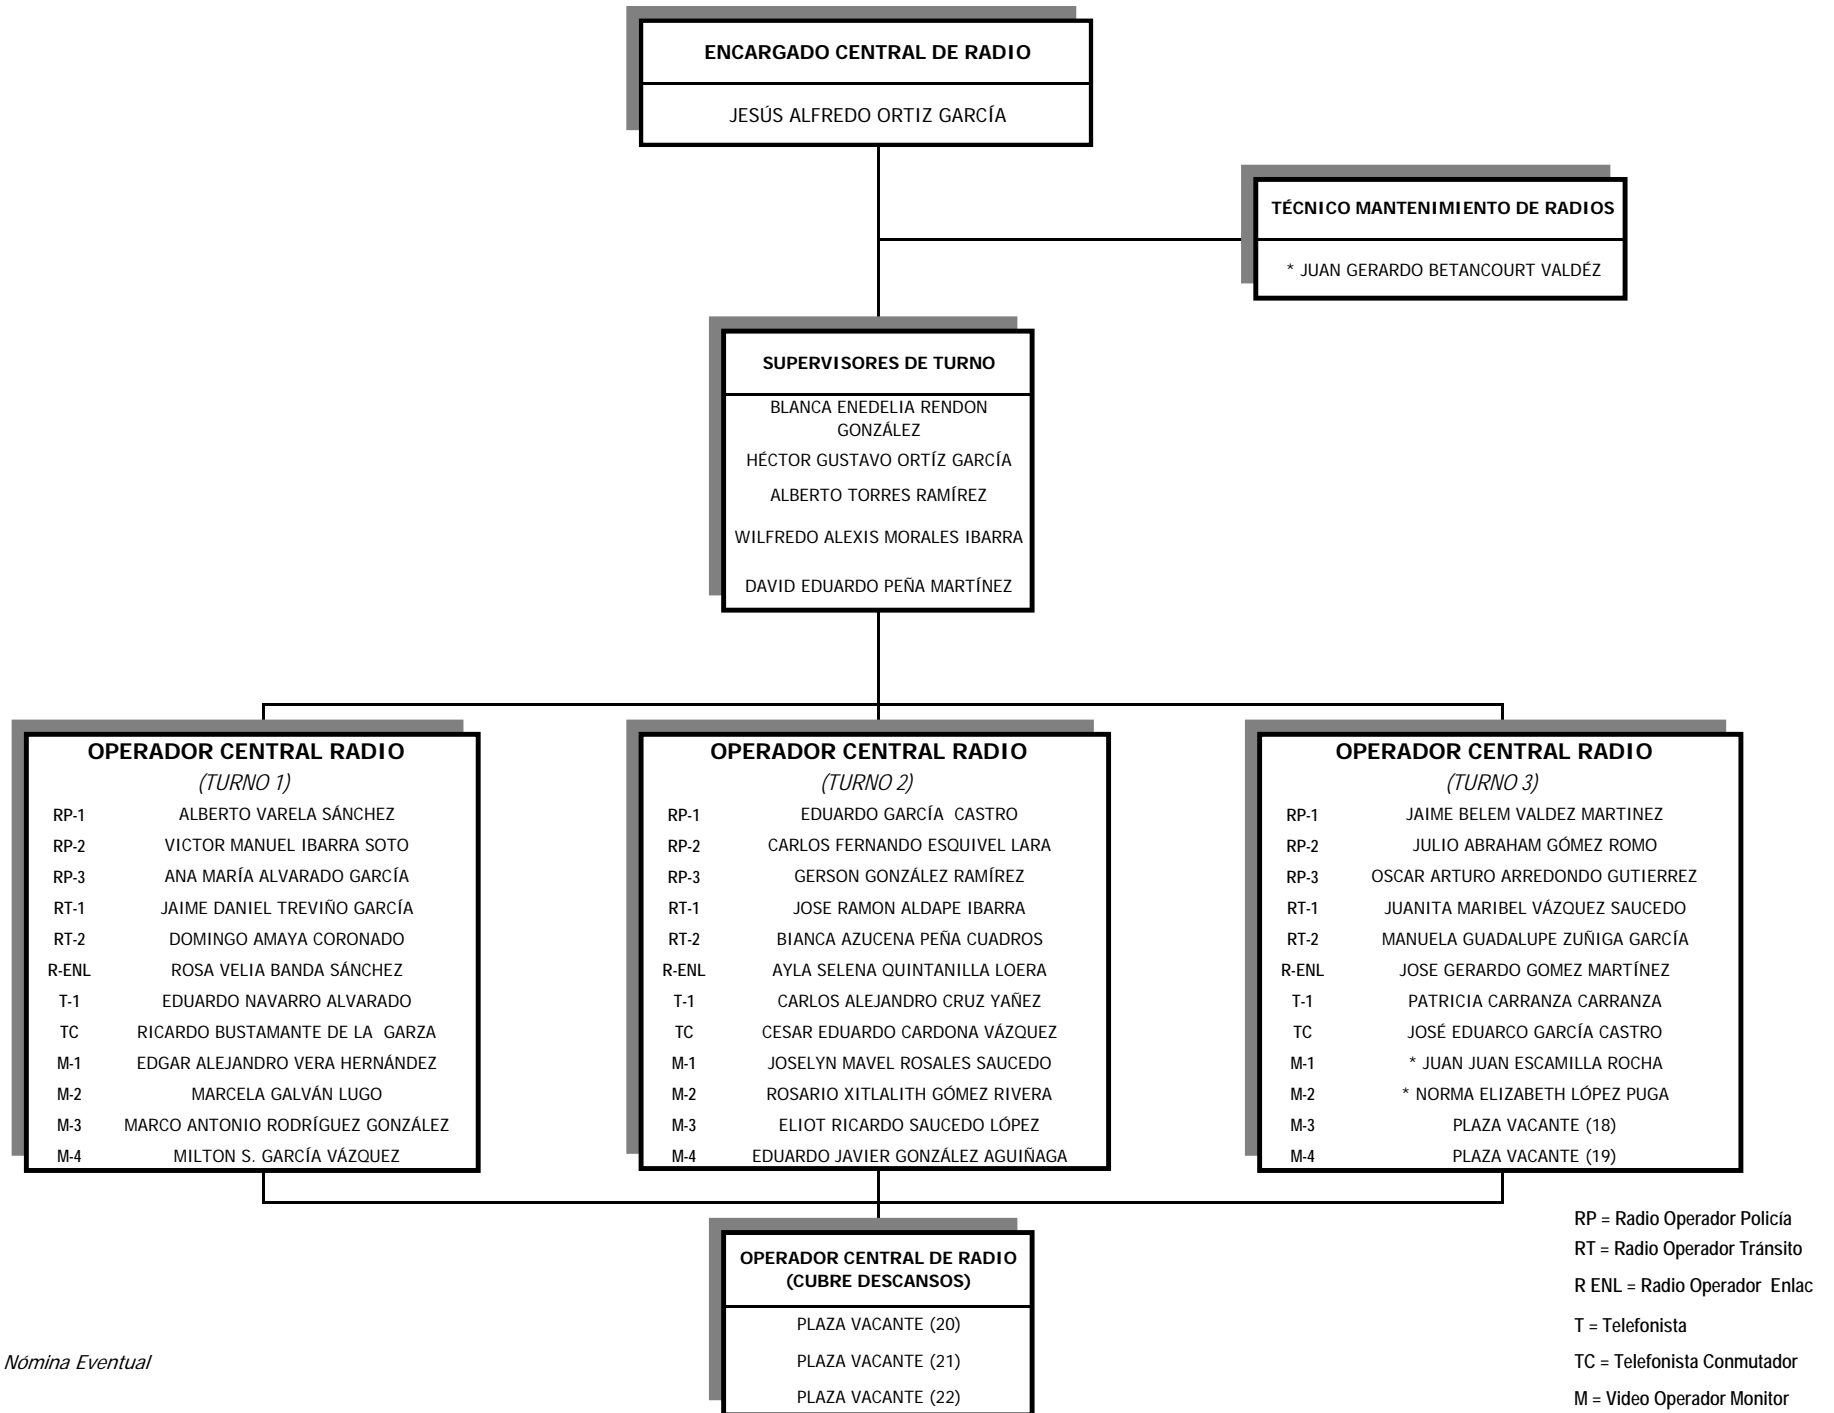 ENCARGADO CENTRAL DE RADIO
JESÚS ALFREDO ORTIZ GARCÍA
TÉCNICO MANTENIMIENTO DE RADIOS
* JUAN GERARDO BETANCOURT VALDÉZ
SUPERVISORES DE TURNO
BLANCA ENEDELIA RENDON
GONZÁLEZ
HÉCTOR GUSTAVO ORTÍZ GARCÍA
ALBERTO TORRES RAMÍREZ
WILFREDO ALEXIS MORALES IBARRA
DAVID EDUARDO PEÑA MARTÍNEZ
OPERADOR CENTRAL RADIO
(TURNO 1)
RP-1 ALBERTO VARELA SÁNCHEZ
RP-2 VICTOR MANUEL IBARRA SOTO
RP-3 ANA MARÍA ALVARADO GARCÍA
RT-1 JAIME DANIEL TREVIÑO GARCÍA
RT-2 DOMINGO AMAYA CORONADO
R-ENL ROSA VELIA BANDA SÁNCHEZ
T-1 EDUARDO NAVARRO ALVARADO
TC RICARDO BUSTAMANTE DE LA GARZA
M-1 EDGAR ALEJANDRO VERA HERNÁNDEZ
M-2 MARCELA GALVÁN LUGO
M-3 MARCO ANTONIO RODRÍGUEZ GONZÁLEZ
M-4 MILTON S. GARCÍA VÁZQUEZ
OPERADOR CENTRAL RADIO
(TURNO 2)
RP-1 EDUARDO GARCÍA CASTRO
RP-2 CARLOS FERNANDO ESQUIVEL LARA
RP-3 GERSON GONZÁLEZ RAMÍREZ
RT-1 JOSE RAMON ALDAPE IBARRA
RT-2 BIANCA AZUCENA PEÑA CUADROS
R-ENL AYLA SELENA QUINTANILLA LOERA
T-1 CARLOS ALEJANDRO CRUZ YAÑEZ
TC CESAR EDUARDO CARDONA VÁZQUEZ
M-1 JOSELYN MAVEL ROSALES SAUCEDO
M-2 ROSARIO XITLALITH GÓMEZ RIVERA
M-3 ELIOT RICARDO SAUCEDO LÓPEZ
M-4 EDUARDO JAVIER GONZÁLEZ AGUIÑAGA
OPERADOR CENTRAL RADIO
(TURNO 3)
RP-1 JAIME BELEM VALDEZ MARTINEZ
RP-2 JULIO ABRAHAM GÓMEZ ROMO
RP-3 OSCAR ARTURO ARREDONDO GUTIERREZ
RT-1 JUANITA MARIBEL VÁZQUEZ SAUCEDO
RT-2 MANUELA GUADALUPE ZUÑIGA GARCÍA
R-ENL JOSE GERARDO GOMEZ MARTÍNEZ
T-1 PATRICIA CARRANZA CARRANZA
TC JOSÉ EDUARCO GARCÍA CASTRO
M-1 * JUAN JUAN ESCAMILLA ROCHA
M-2 * NORMA ELIZABETH LÓPEZ PUGA
M-3 PLAZA VACANTE (18)
M-4 PLAZA VACANTE (19)
OPERADOR CENTRAL DE RADIO
(CUBRE DESCANSOS)
PLAZA VACANTE (20)
PLAZA VACANTE (21)
PLAZA VACANTE (22)
Nómina Eventual
RP = Radio Operador Policía
RT = Radio Operador Tránsito
R ENL = Radio Operador Enlac
T = Telefonista
TC = Telefonista Conmutador
M = Video Operador Monitor